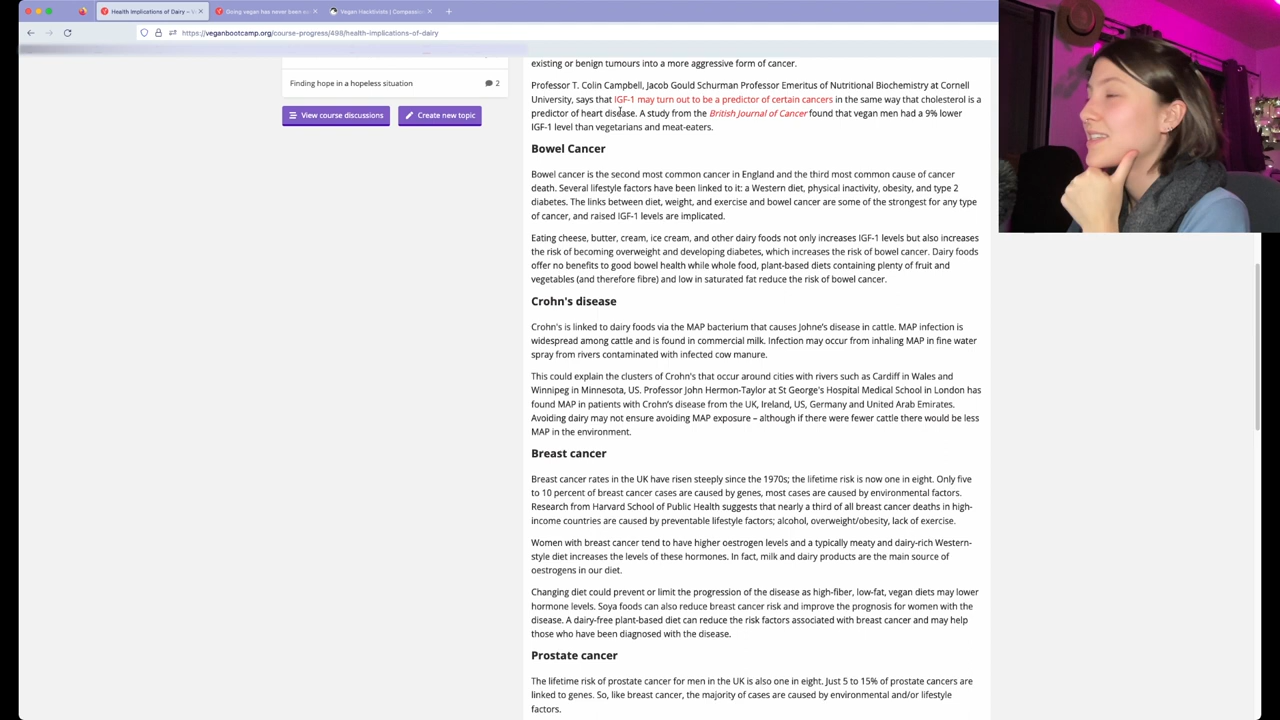 Health Implications of Dairy – V
Going vegan has never been ea
Vegan Hacktivists | Compassion
https://veganbootcamp.org/course-progress/498/health-implications-of-dairy
existing or benign tumours into a more aggressive form of cancer.
Finding hope in a hopeless situation
2
View course discussions
Create new topic
Professor T. Colin Campbell, Jacob Gould Schurman Professor Emeritus of Nutritional Biochemistry at Cornell
University, says that IGF-1 may turn out to be a predictor of certain cancers in the same way that cholesterol is a
predictor of heart disease. A study from the British Journal of Cancer found that vegan men had a 9% lower
IGF-1 level than vegetarians and meat-eaters.
Bowel Cancer
Bowel cancer is the second most common cancer in England and the third most common cause of cancer
death. Several lifestyle factors have been linked to it: a Western diet, physical inactivity, obesity, and type 2
diabetes. The links between diet, weight, and exercise and bowel cancer are some of the strongest for any type
of cancer, and raised IGF-1 levels are implicated.
Eating cheese, butter, cream, ice cream, and other dairy foods not only increases IGF-1 levels but also increases
the risk of becoming overweight and developing diabetes, which increases the risk of bowel cancer. Dairy foods
offer no benefits to good bowel health while whole food, plant-based diets containing plenty of fruit and
vegetables (and therefore fibre) and low in saturated fat reduce the risk of bowel cancer.
Crohn's disease
Crohn's is linked to dairy foods via the MAP bacterium that causes Johne's disease in cattle. MAP infection is
widespread among cattle and is found in commercial milk. Infection may occur from inhaling MAP in fine water
spray from rivers contaminated with infected cow manure.
This could explain the clusters of Crohn's that occur around cities with rivers such as Cardiff in Wales and
Winnipeg in Minnesota, US. Professor John Hermon-Taylor at St George's Hospital Medical School in London has
found MAP in patients with Crohn's disease from the UK, Ireland, US, Germany and United Arab Emirates.
Avoiding dairy may not ensure avoiding MAP exposure – although if there were fewer cattle there would be less
MAP in the environment.
Breast cancer
Breast cancer rates in the UK have risen steeply since the 1970s; the lifetime risk is now one in eight. Only five
to 10 percent of breast cancer cases are caused by genes, most cases are caused by environmental factors.
Research from Harvard School of Public Health suggests that nearly a third of all breast cancer deaths in high-
income countries are caused by preventable lifestyle factors; alcohol, overweight/obesity, lack of exercise.
Women with breast cancer tend to have higher oestrogen levels and a typically meaty and dairy-rich Western-
style diet increases the levels of these hormones. In fact, milk and dairy products are the main source of
oestrogens in our diet.
Changing diet could prevent or limit the progression of the disease as high-fiber, low-fat, vegan diets may lower
hormone levels. Soya foods can also reduce breast cancer risk and improve the prognosis for women with the
disease. A dairy-free plant-based diet can reduce the risk factors associated with breast cancer and may help
those who have been diagnosed with the disease.
Prostate cancer
The lifetime risk of prostate cancer for men in the UK is also one in eight. Just 5 to 15% of prostate cancers are
linked to genes. So, like breast cancer, the majority of cases are caused by environmental and/or lifestyle
factors.